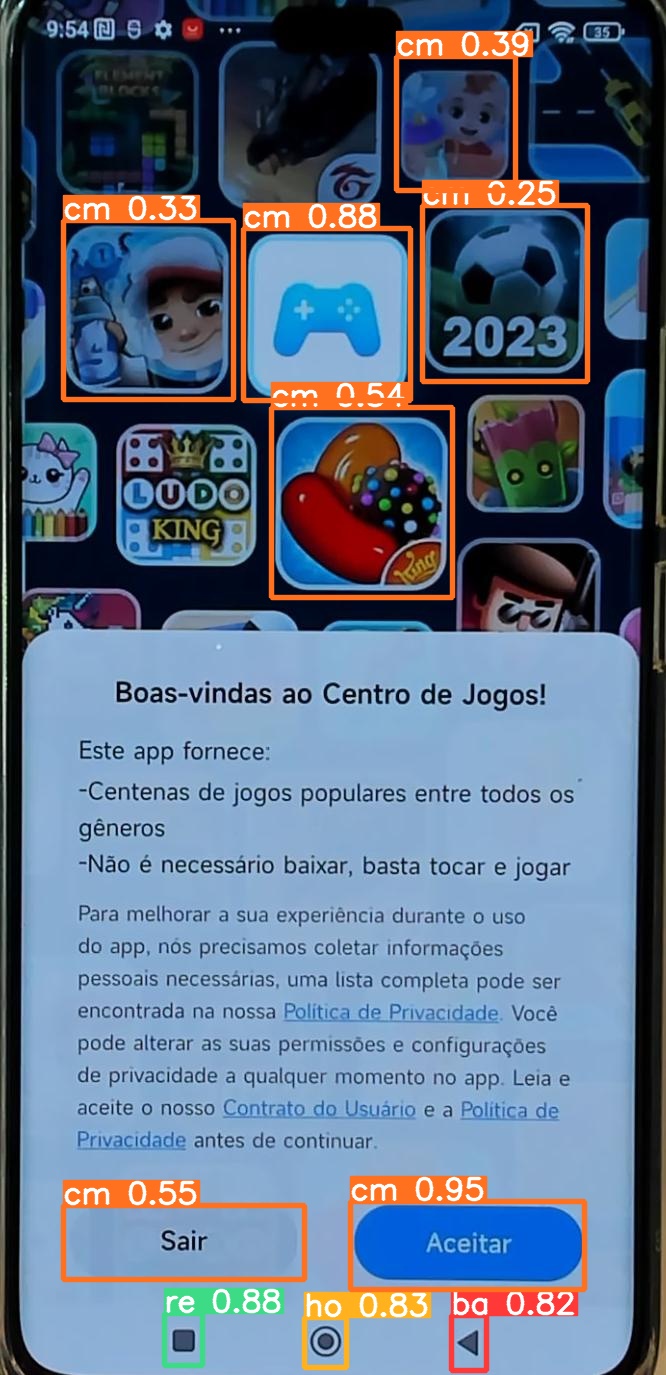 9:54
35
ELEMENT
BLOCKS
cm 0.39
cm 0.25
cm 0.33
cm 0.88
2023
cm 0.54
LUDO
KING
King
Boas-vindas ao Centro de Jogos!
Este app fornece:
-Centenas de jogos populares entre todos os
gêneros
-Não é necessário baixar, basta tocar e jogar
Para melhorar a sua experiência durante o uso
do app, nós precisamos coletar informações
pessoais necessárias, uma lista completa pode ser
encontrada na nossa Política de Privacidade. Você
pode alterar as suas permissões e configurações
de privacidade a qualquer momento no app. Leia e
aceite o nosso Contrato do Usuário e a Política de
Privacidade antes de continuar.
cm 0.55
cm 0.95
Sair
Aceitar
re 0.88
ho 0.83
ba 0.82